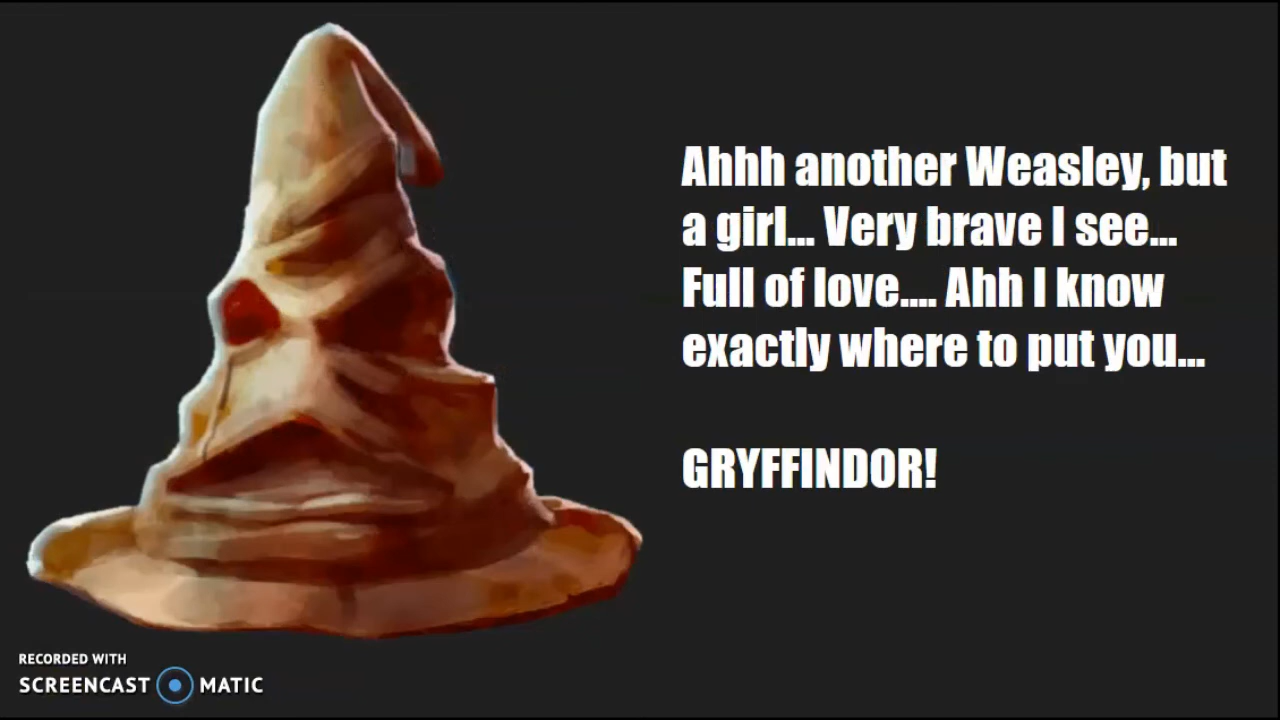 Ahhh another Weasley, but
a girl... Very brave I see...
Full of love.... Ahh I know
exactly where to put you...
GRYFFINDOR!
RECORDED WITH
SCREENCAST MATIC